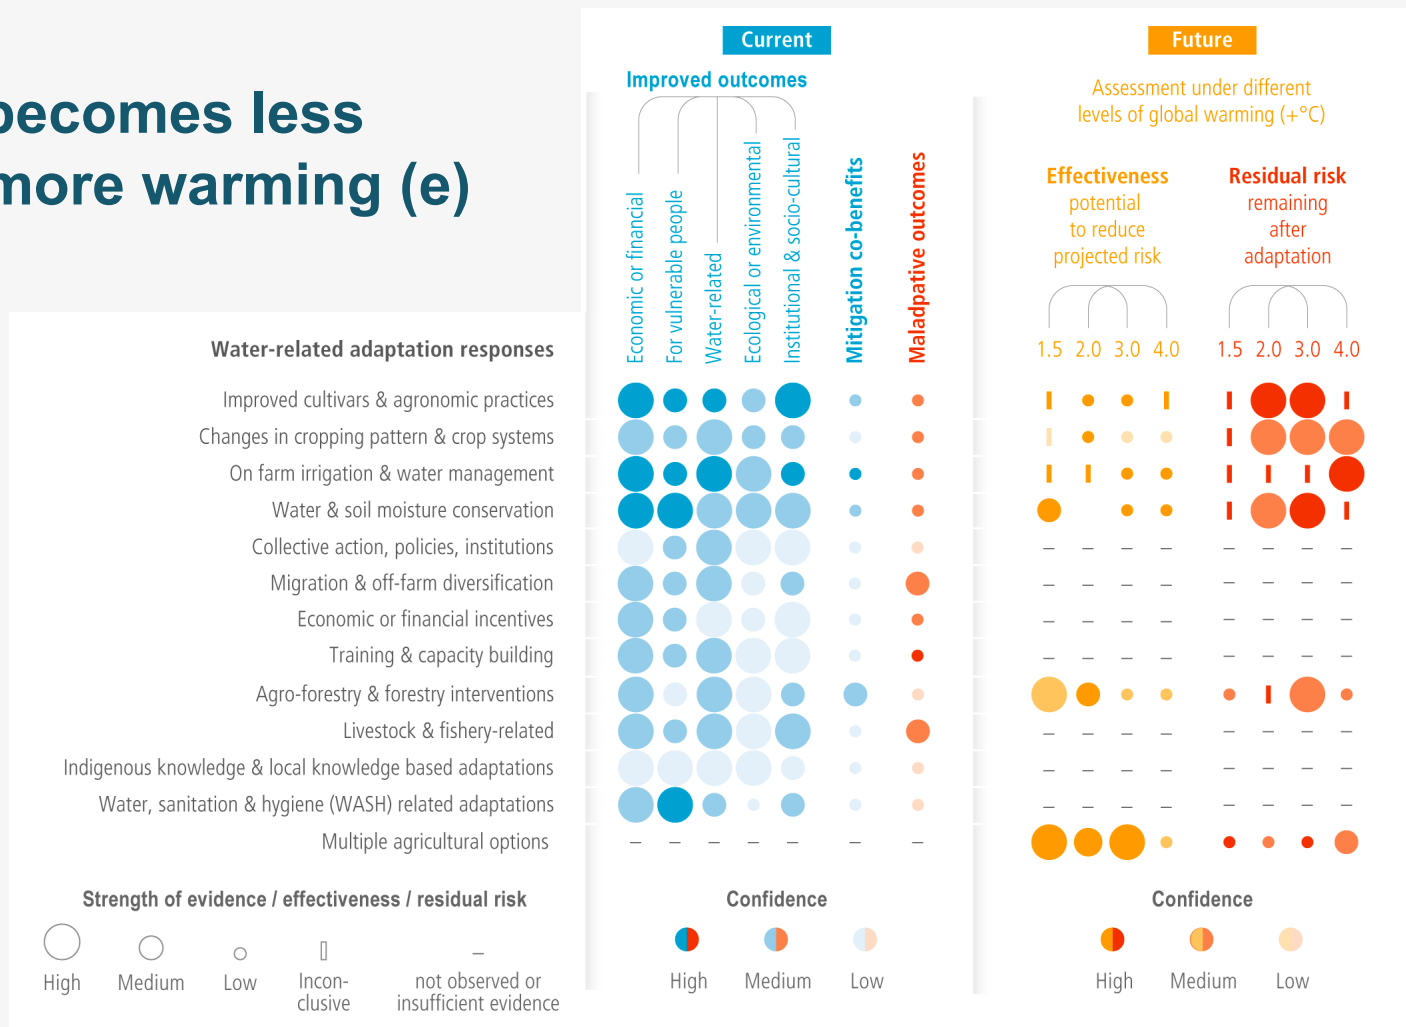 becomes less
more warming (e)
Current
Future
Improved outcomes
Assessment under different
levels of global warming (+°C)
Economic or financial
For vulnerable people
Water-related
Ecological or environmental
Institutional & socio-cultural
Mitigation co-benefits
Maladpative outcomes
Effectiveness
potential
to reduce
projected risk
Residual risk
remaining
after
adaptation
1.5 2.0 3.0 4.0
1.5 2.0 3.0 4.0
Water-related adaptation responses
Improved cultivars & agronomic practices
Changes in cropping pattern & crop systems
On farm irrigation & water management
Water & soil moisture conservation
Collective action, policies, institutions
Migration & off-farm diversification
Economic or financial incentives
Training & capacity building
Agro-forestry & forestry interventions
Livestock & fishery-related
Indigenous knowledge & local knowledge based adaptations
Water, sanitation & hygiene (WASH) related adaptations
Multiple agricultural options
Strength of evidence / effectiveness / residual risk
High
Medium
Low
Incon-
clusive
not observed or
insufficient evidence
Confidence
High
Medium
Low
Confidence
High
Medium
Low